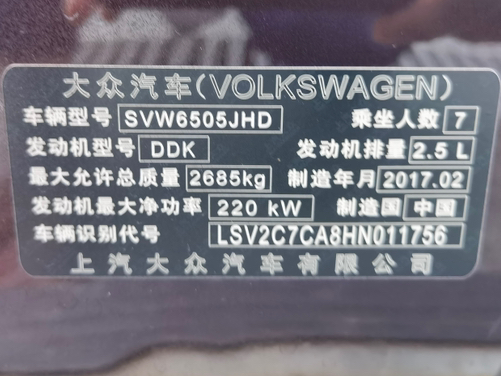 大众汽车(VOLKSWAGEN)
车辆型号 SVW6505JHD 乘坐人数 7
发动机型号 DDK 发动机排量 2.5 L
最大允许总质量 2685kg 制造年月 2017.02
发动机最大净功率 220 kW 制造国 中国
车辆识别代号 LSV2C7CA8HN011756
上汽大众汽车有限公司